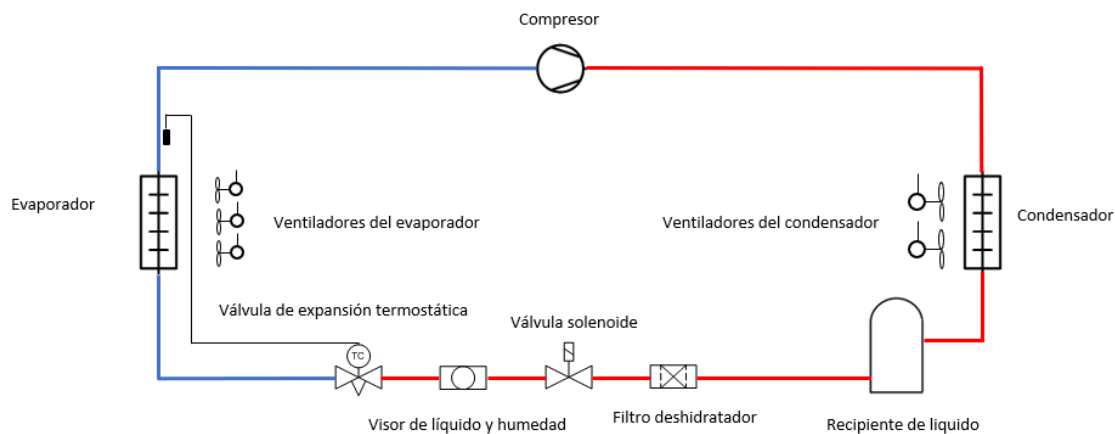 Compresor
Evaporador
Ventiladores del evaporador
Ventiladores del condensador
Condensador
Válvula de expansión termostática
Válvula solenoide
TC
Visor de líquido y humedad
Filtro deshidratador
Recipiente de liquido